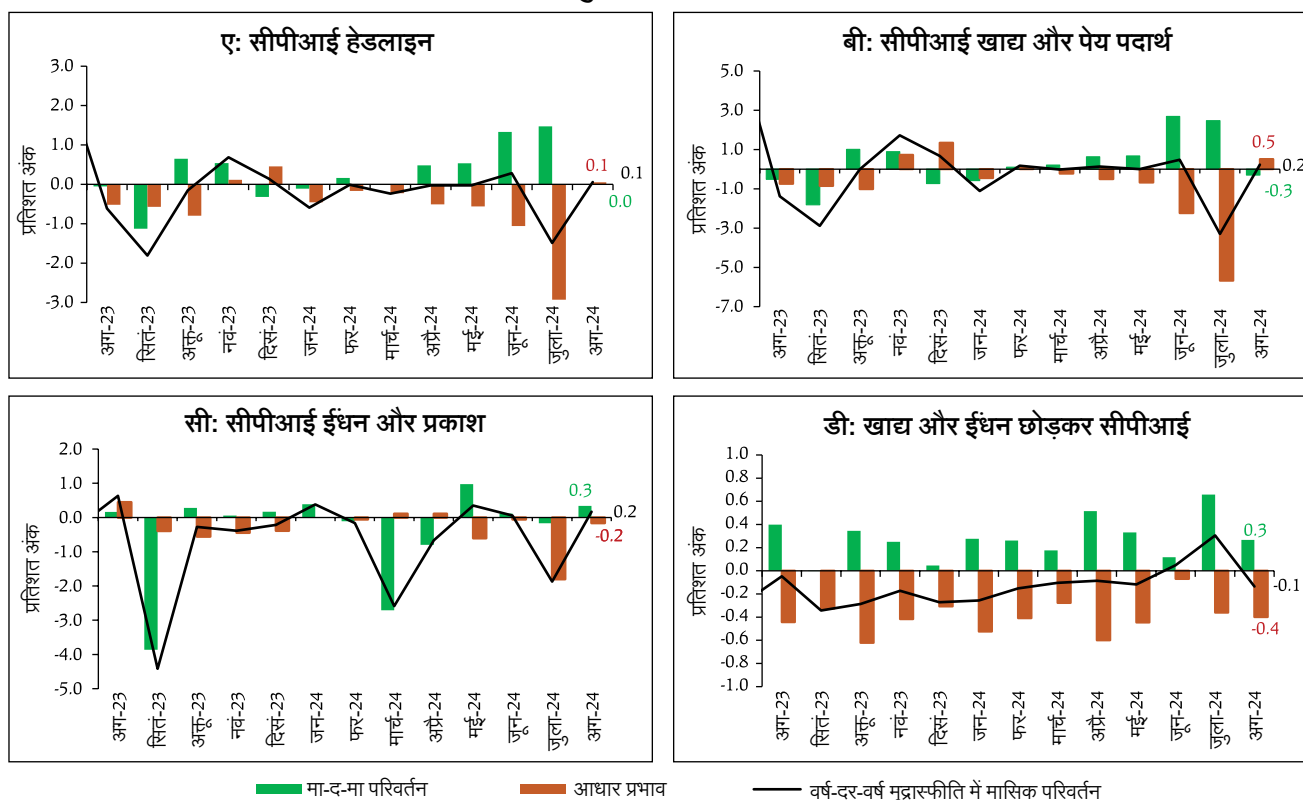 ए: सीपीआई हेडलाइन
प्रतिशत अंक
3.0
2.0
1.0
0.0
-1.0
-2.0
-3.0
0.1
0.1
0.0
अग-23
सितं-23
अक्तू-23
नवं-23
दिसं-23
जन-24
फर-24
मार्च-24
अप्रै-24
मई-24
जून-24
जुला-24
अग-24
बी: सीपीआई खाद्य और पेय पदार्थ
प्रतिशत अंक
5.0
3.0
1.0
-1.0
-3.0
-5.0
-7.0
0.5
0.2
-0.3
अग-23
सितं-23
अक्तू-23
नवं-23
दिसं-23
जन-24
फर-24
मार्च-24
अप्रै-24
मई-24
जून-24
जुला-24
अग-24
सी: सीपीआई ईंधन और प्रकाश
प्रतिशत अंक
2.0
1.0
0.0
-1.0
-2.0
-3.0
-4.0
-5.0
0.3
0.2
-0.2
अग-23
सितं-23
अक्तू-23
नवं-23
दिसं-23
जन-24
फर-24
मार्च-24
अप्रै-24
मई-24
जून-24
जुला-24
अग-24
डी: खाद्य और ईंधन छोड़कर सीपीआई
प्रतिशत अंक
1.0
0.8
0.6
0.4
0.2
0.0
-0.2
-0.4
-0.6
-0.8
-1.0
0.3
-0.1
-0.4
अग-23
सितं-23
अक्तू-23
नवं-23
दिसं-23
जन-24
फर-24
मार्च-24
अप्रै-24
मई-24
जून-24
जुला-24
अग-24
मा-द-मा परिवर्तन
आधार प्रभाव
वर्ष-दर-वर्ष मुद्रास्फीति में मासिक परिवर्तन